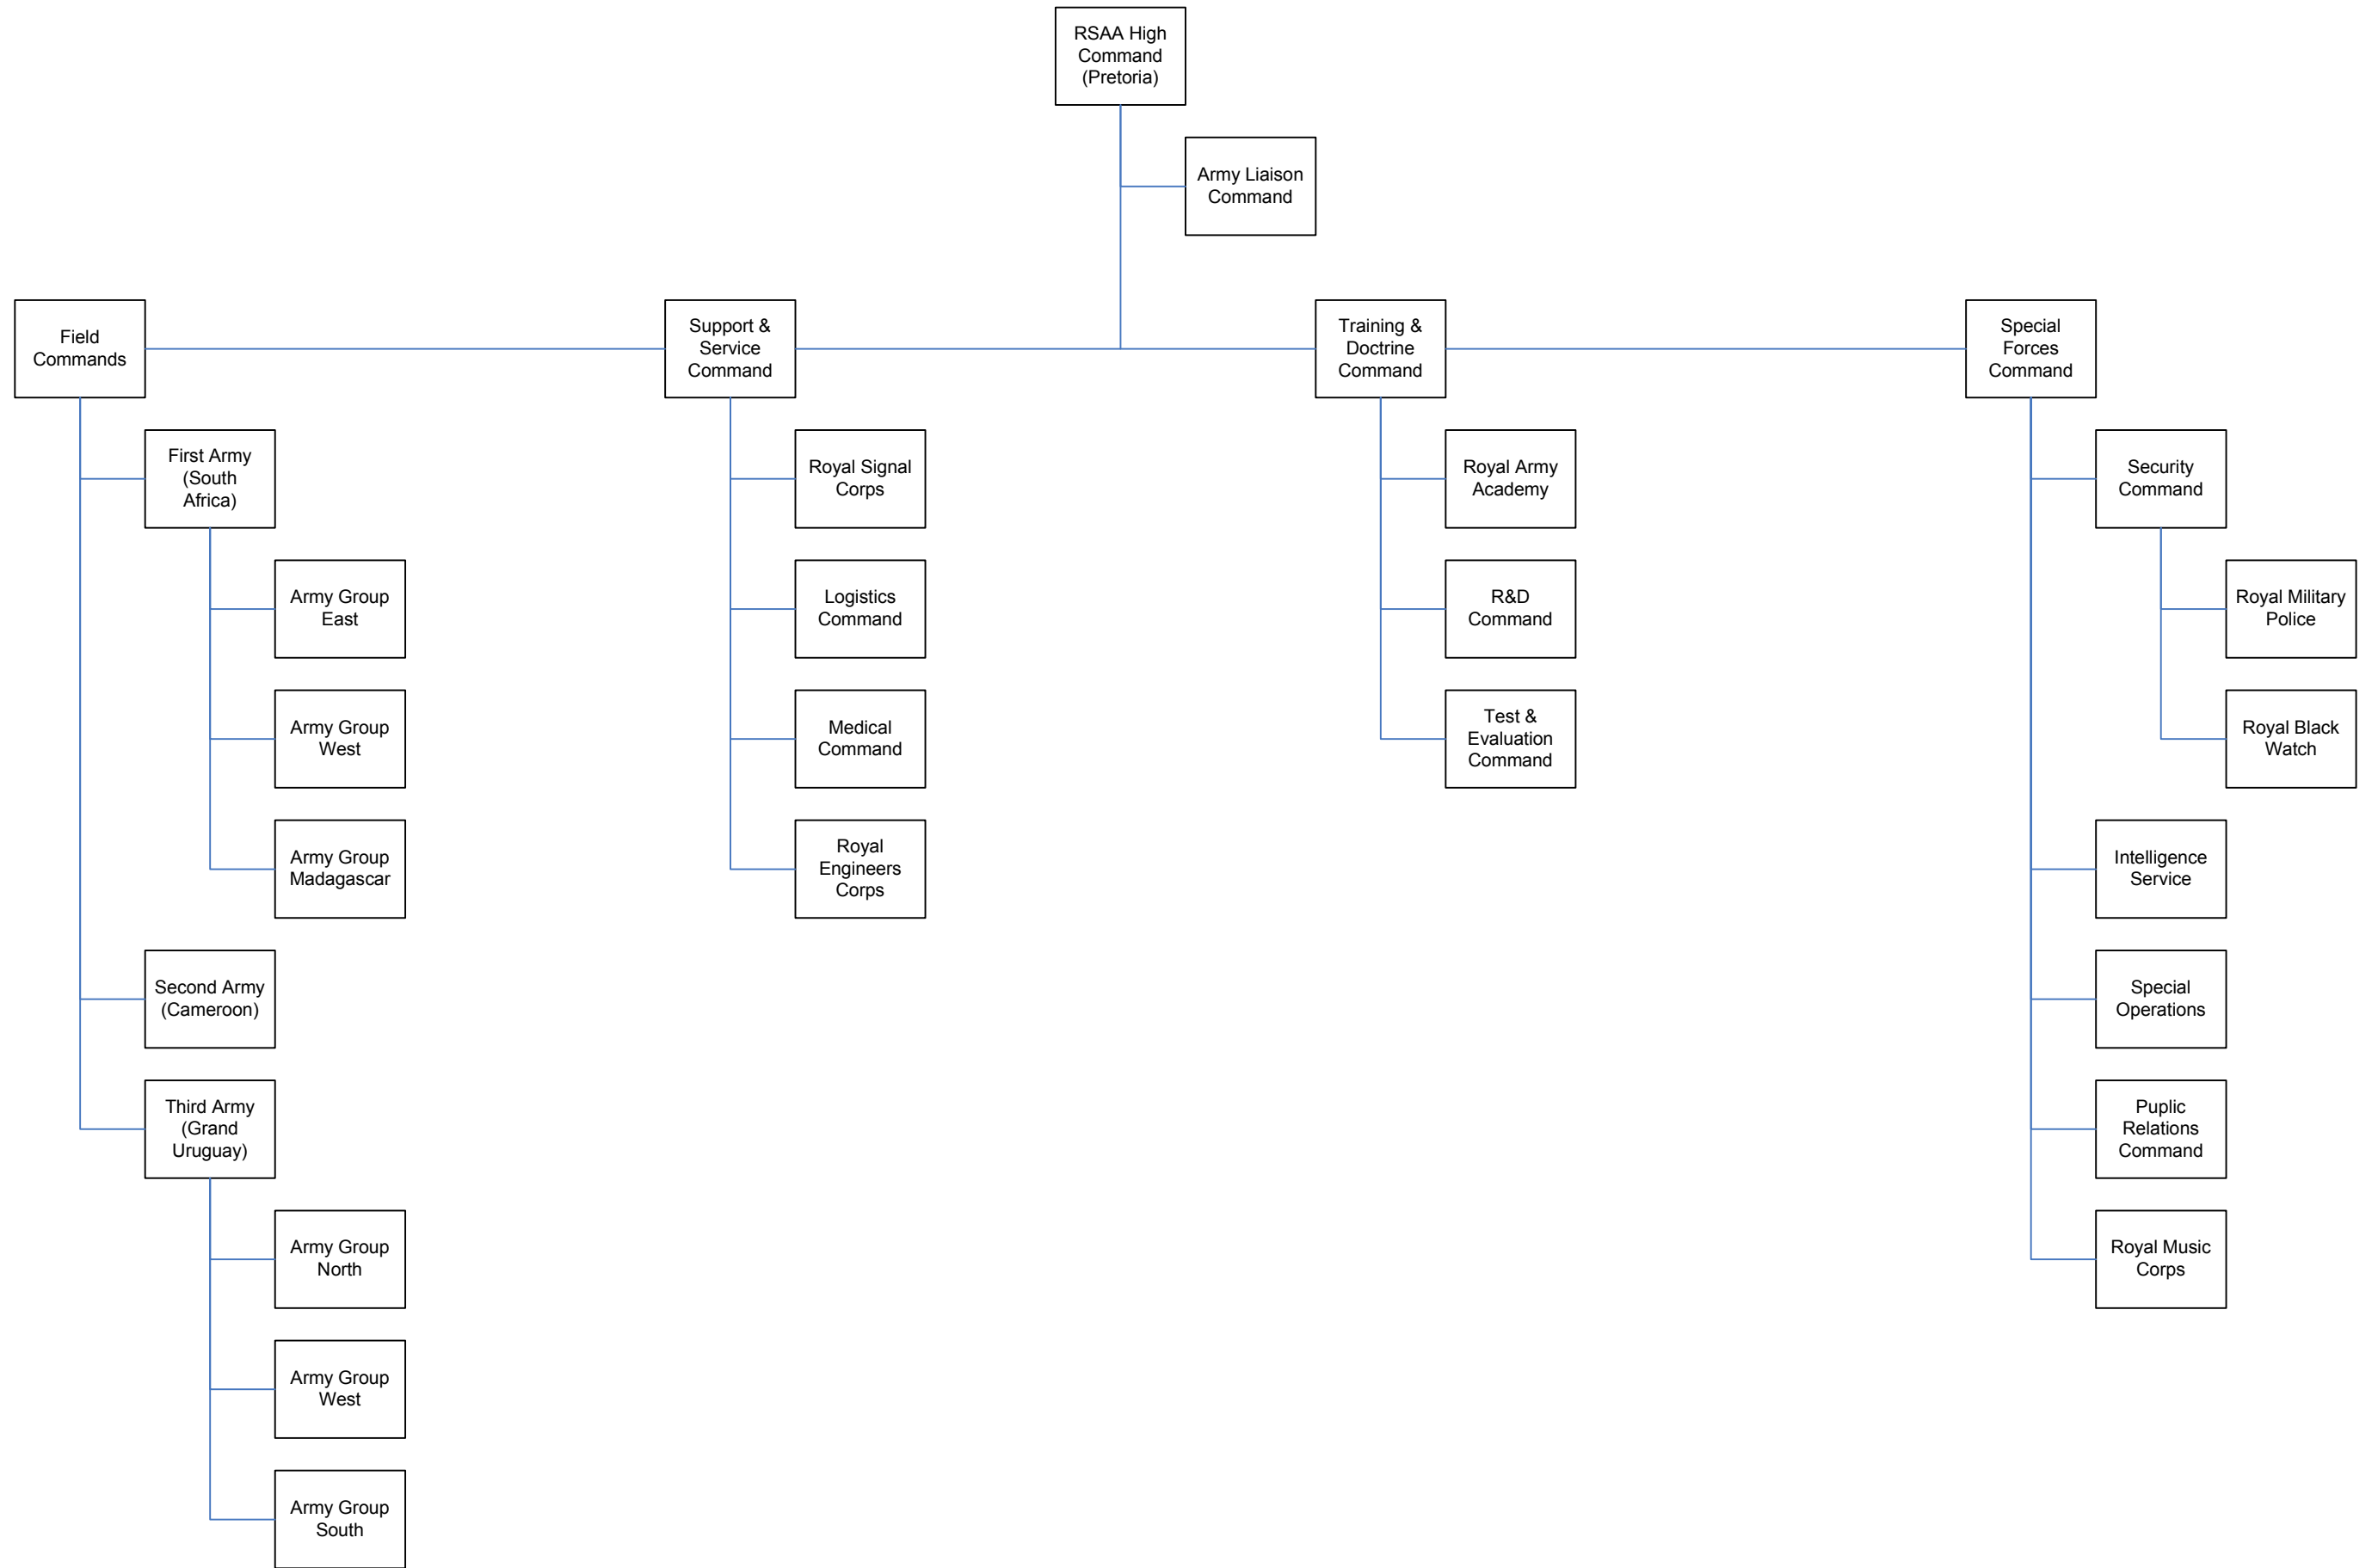 RSAA High
Command
(Pretoria)
Army Liaison
Command
Field
Commands
Support &
Service
Command
Training &
Doctrine
Command
Special
Forces
Command
First Army
(South
Africa)
Army Group
East
Army Group
West
Army Group
Madagascar
Second Army
(Cameroon)
Third Army
(Grand
Uruguay)
Army Group
North
Army Group
West
Army Group
South
Royal Signal
Corps
Logistics
Command
Medical
Command
Royal
Engineers
Corps
Royal Army
Academy
R&D
Command
Test &
Evaluation
Command
Security
Command
Royal Military
Police
Royal Black
Watch
Intelligence
Service
Special
Operations
Puplic
Relations
Command
Royal Music
Corps